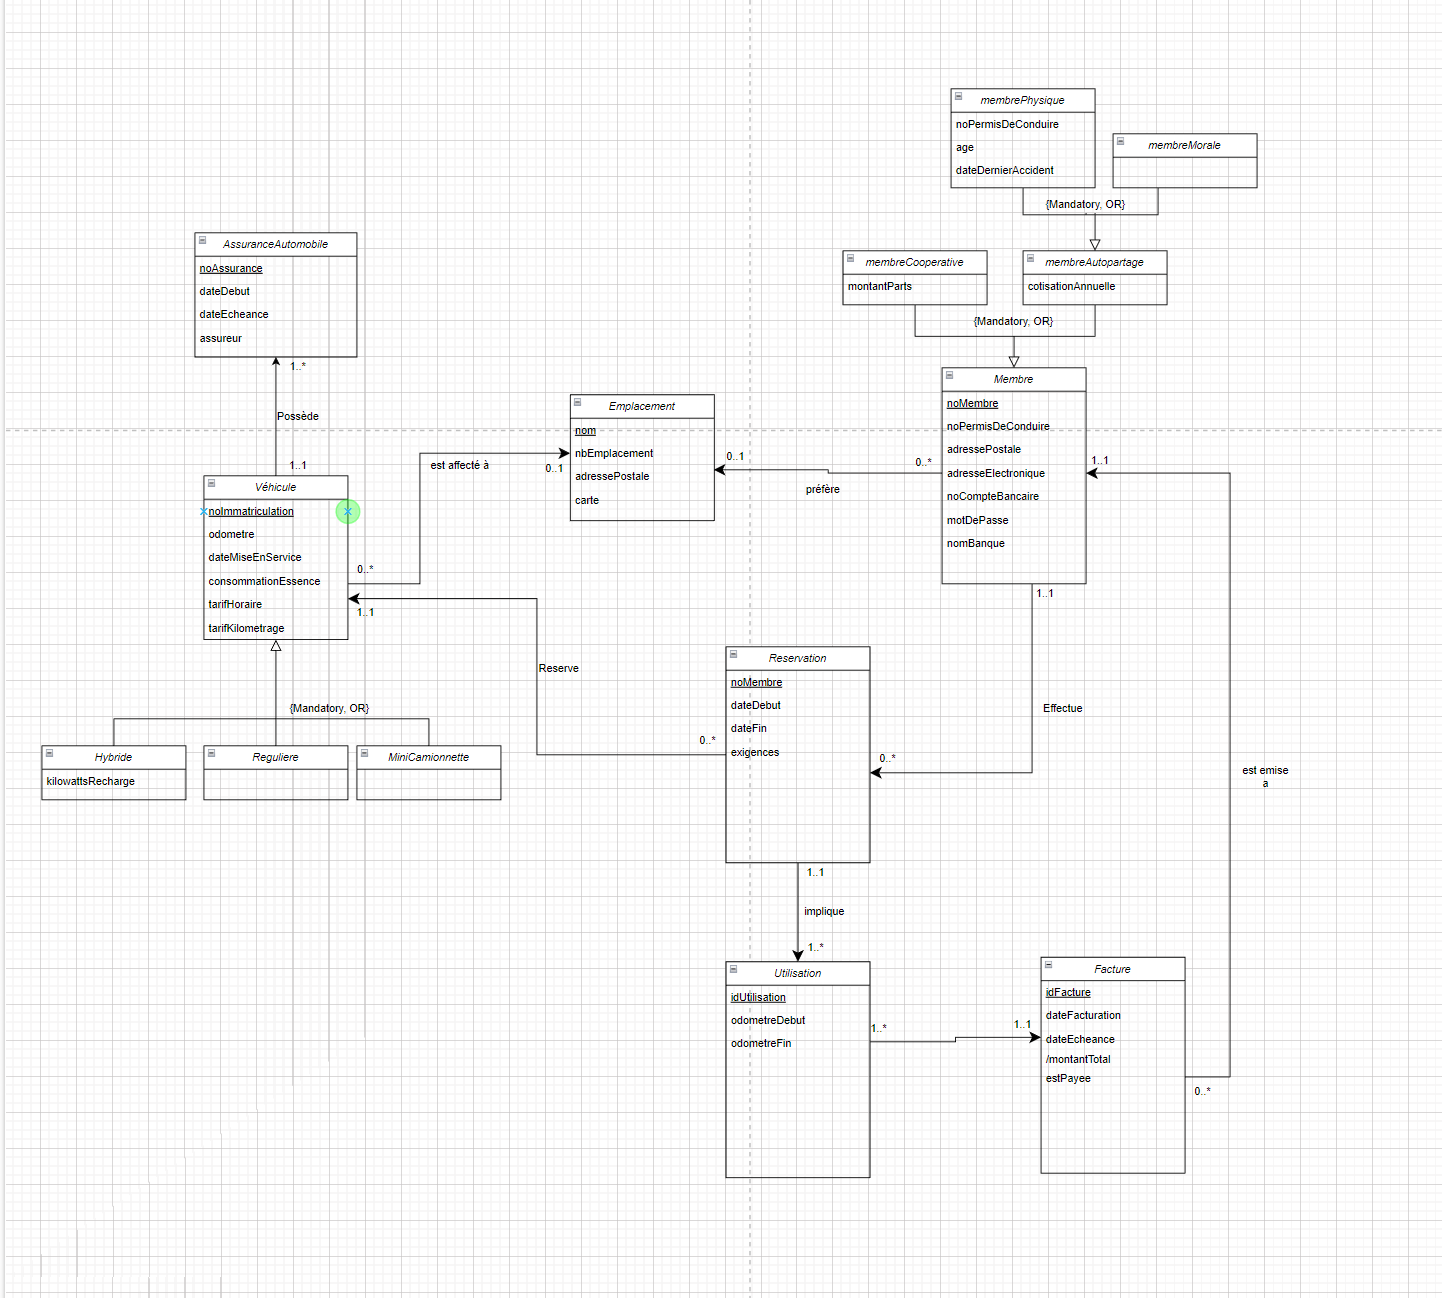 membrePhysique
noPermisDeConduire
age
dateDernierAccident
membreMorale
{Mandatory, OR}
AssuranceAutomobile
noAssurance
dateDebut
dateEcheance
assureur
membreCooperative
montantParts
membreAutopartage
cotisationAnnuelle
{Mandatory, OR}
1..*
Possède
1..1
Emplacement
nom
nbEmplacement
adressePostale
carte
est affecté à
0..1
0..1
préfère
0..*
Membre
noMembre
noPermisDeConduire
adressePostale
adresseElectronique
noCompteBancaire
motDePasse
nomBanque
1..1
Véhicule
noImmatriculation
odometre
dateMiseEnService
consommationEssence
tarifHoraire
tarifKilometrage
0..*
1..1
Reserve
0..*
1..1
Effectue
0..*
{Mandatory, OR}
Hybride
kilowattsRecharge
Reguliere
MiniCamionnette
Reservation
noMembre
dateDebut
dateFin
exigences
est emise
a
1..1
implique
1..*
Utilisation
idUtilisation
odometreDebut
odometreFin
1..*
1..1
Facture
idFacture
dateFacturation
dateEcheance
/montantTotal
estPayee
0..*